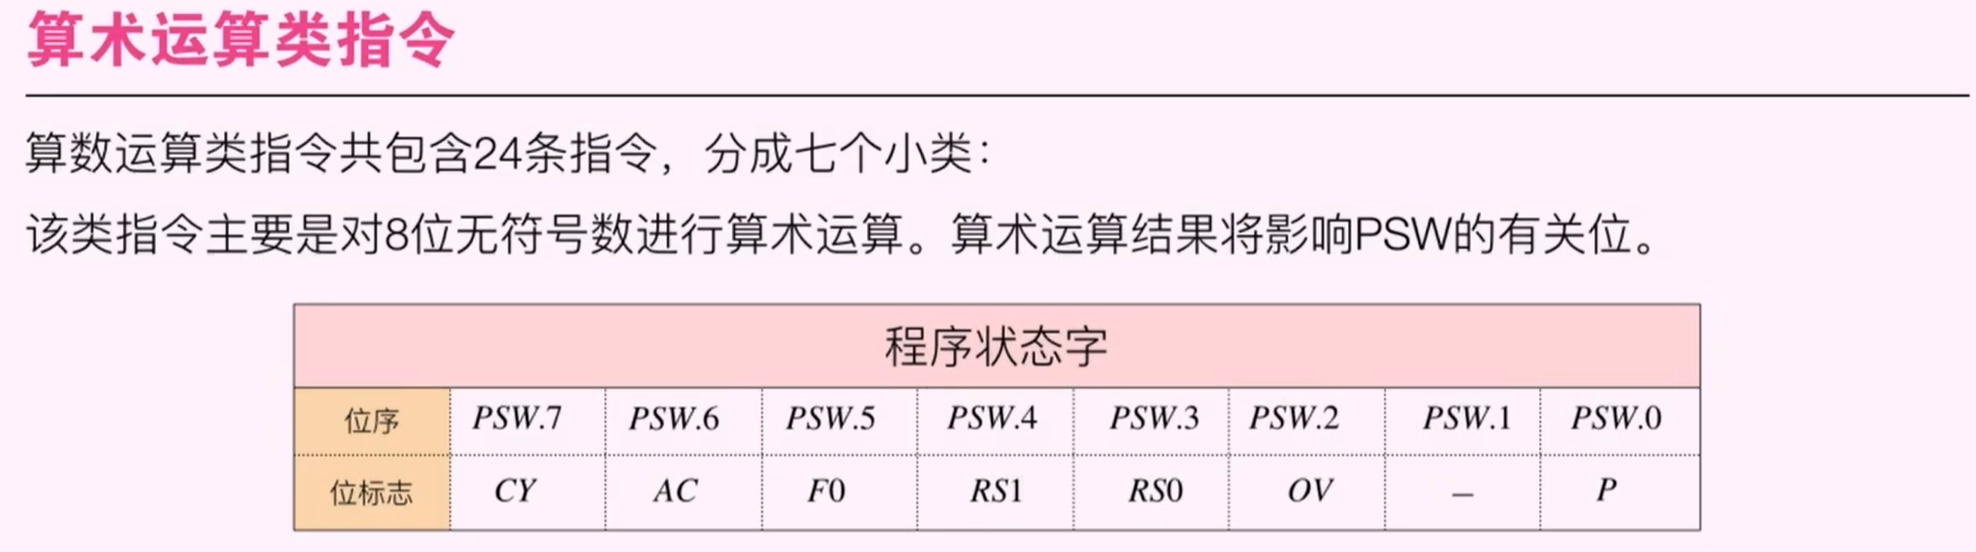 算术运算类指令
算数运算类指令共包含24条指令，分成七个小类：
该类指令主要是对8位无符号数进行算术运算。算术运算结果将影响PSW的有关位。
程序状态字
位序 PSW.7 PSW.6 PSW.5 PSW.4 PSW.3 PSW.2 PSW.1 PSW.0
位标志 CY AC F0 RS1 RS0 OV — P